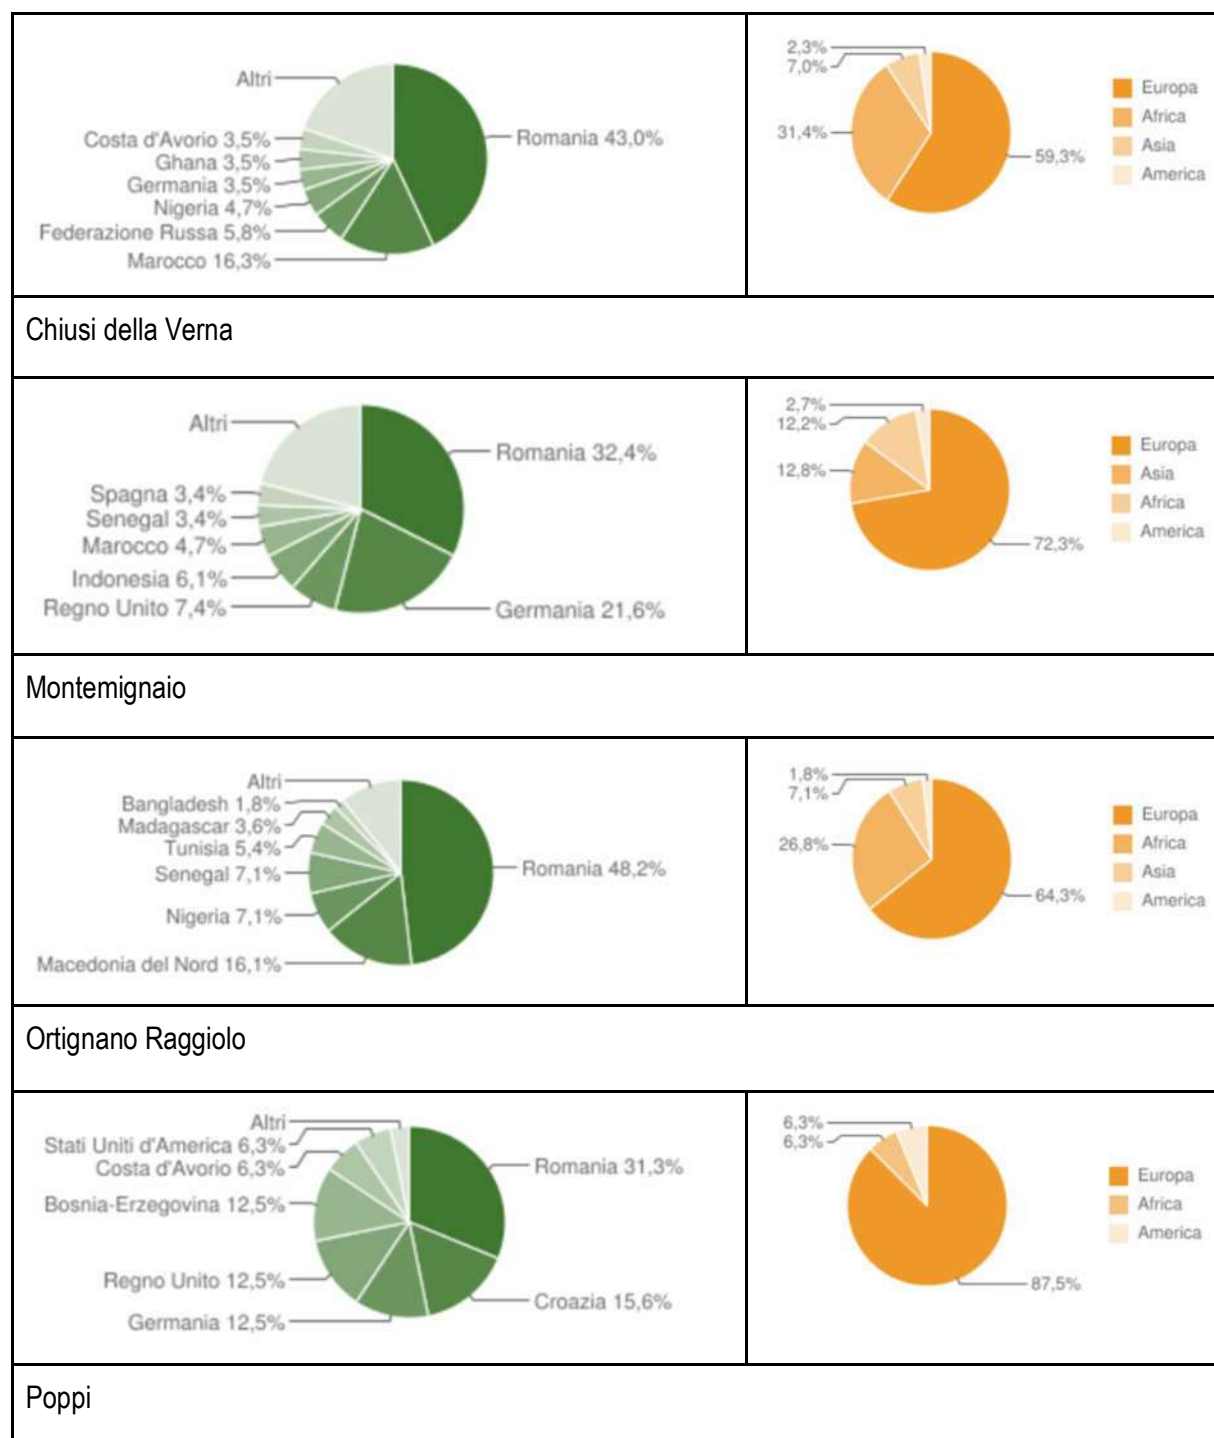 Altri
Costa d'Avorio 3,5%
Ghana 3,5%
Germania 3,5%
Nigeria 4,7%
Federazione Russa 5,8%
Marocco 16,3%
Romania 43,0%
2,3%
7,0%
31,4%
59,3%
Europa
Africa
Asia
America
Chiusi della Verna
Altri
Spagna 3,4%
Senegal 3,4%
Marocco 4,7%
Indonesia 6,1%
Regno Unito 7,4%
Romania 32,4%
Germania 21,6%
2,7%
12,2%
12,8%
72,3%
Europa
Asia
Africa
America
Montemignaio
Altri
Bangladesh 1,8%
Madagascar 3,6%
Tunisia 5,4%
Senegal 7,1%
Nigeria 7,1%
Macedonia del Nord 16,1%
Romania 48,2%
1,8%
7,1%
26,8%
64,3%
Europa
Africa
Asia
America
Ortignano Raggiolo
Altri
Stati Uniti d'America 6,3%
Costa d'Avorio 6,3%
Bosnia-Erzegovina 12,5%
Regno Unito 12,5%
Germania 12,5%
Romania 31,3%
Croazia 15,6%
6,3%
6,3%
87,5%
Europa
Africa
America
Poppi